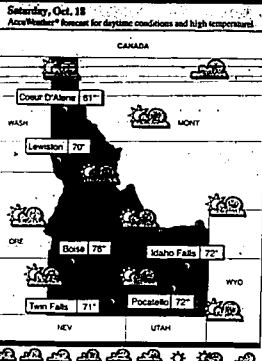 Saturday, Oct. 18
AccuWeather® forecast for daytime conditions and high temperatures
CANADA
Coeur D'Alene 61°
WASH
MONT
Lewiston 70°
ORE
Boise 76°
Idaho Falls 72°
WYO
Twin Falls 71°
Pocatello 72°
NEV
UTAH